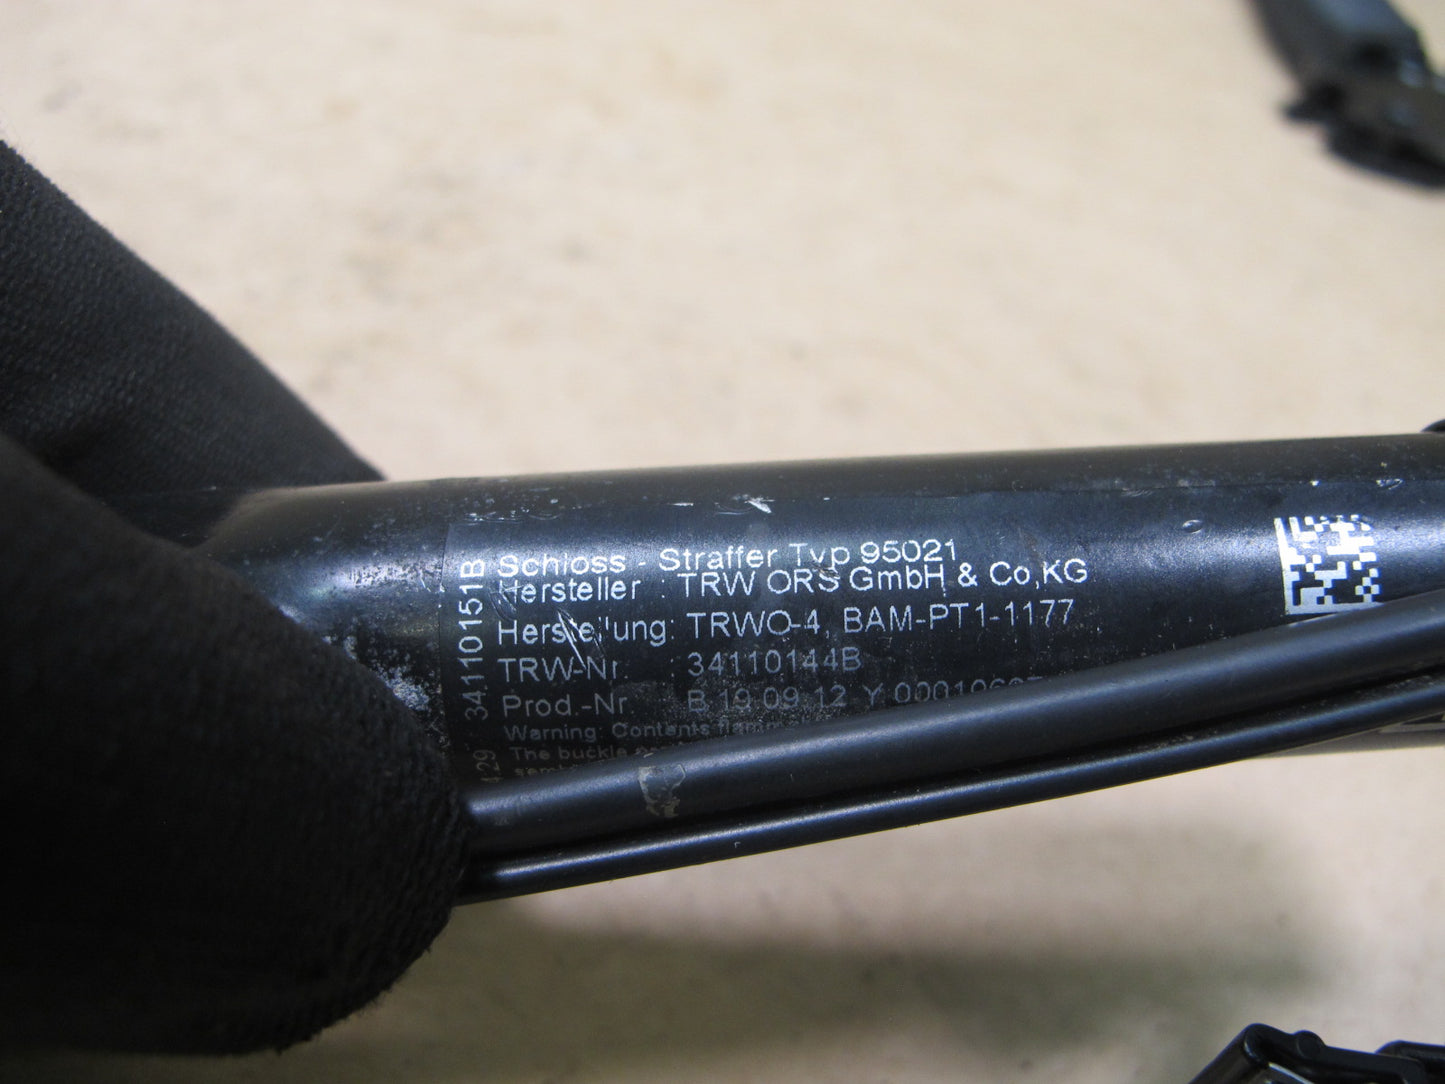 Schloss - Straffer Typ 95021
Hersteller : TRW ORS GmbH & Co,KG
Herstellung: TRWO-4, BAM-PT1-1177
TRW-Nr. : 34110144B
Prod.-Nr. B 19 09 12 Y
Warning: Contents
The buckle
34110151B